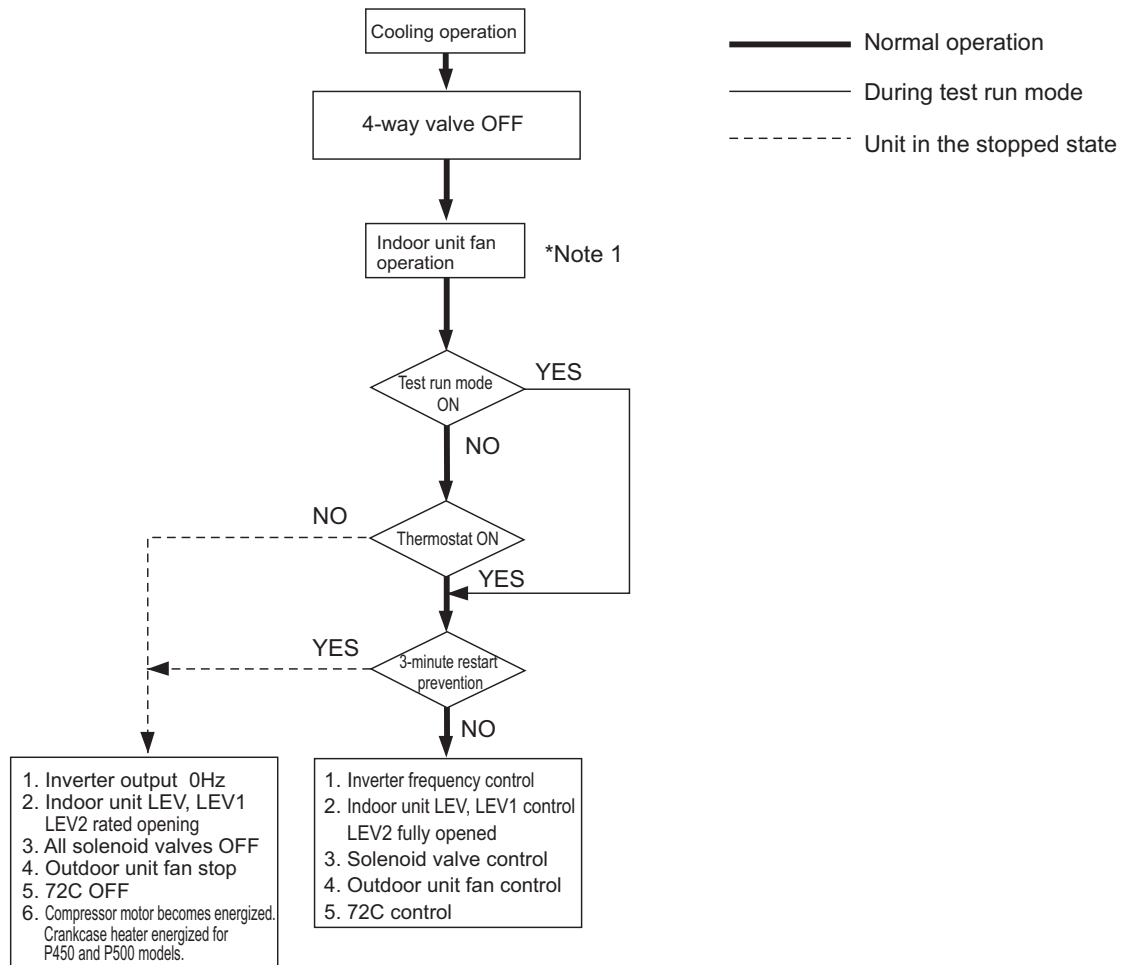 Cooling operation
Normal operation
During test run mode
Unit in the stopped state
4-way valve OFF
Indoor unit fan
operation
*Note 1
Test run mode
ON
YES
NO
Thermostat ON
NO
YES
3-minute restart
prevention
YES
NO
1. Inverter output 0Hz
2. Indoor unit LEV, LEV1
LEV2 rated opening
3. All solenoid valves OFF
4. Outdoor unit fan stop
5. 72C OFF
6. Compressor motor becomes energized.
Crankcase heater energized for
P450 and P500 models.
1. Inverter frequency control
2. Indoor unit LEV, LEV1 control
LEV2 fully opened
3. Solenoid valve control
4. Outdoor unit fan control
5. 72C control